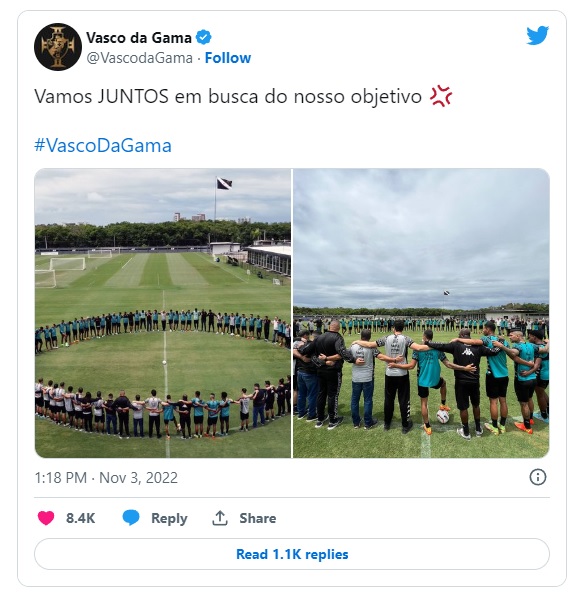 Vasco da Gama
@VascodaGama · Follow
Vamos JUNTOS em busca do nosso objetivo 💢
#VascoDaGama
1:18 PM · Nov 3, 2022
8.4K Reply Share
Read 1.1K replies